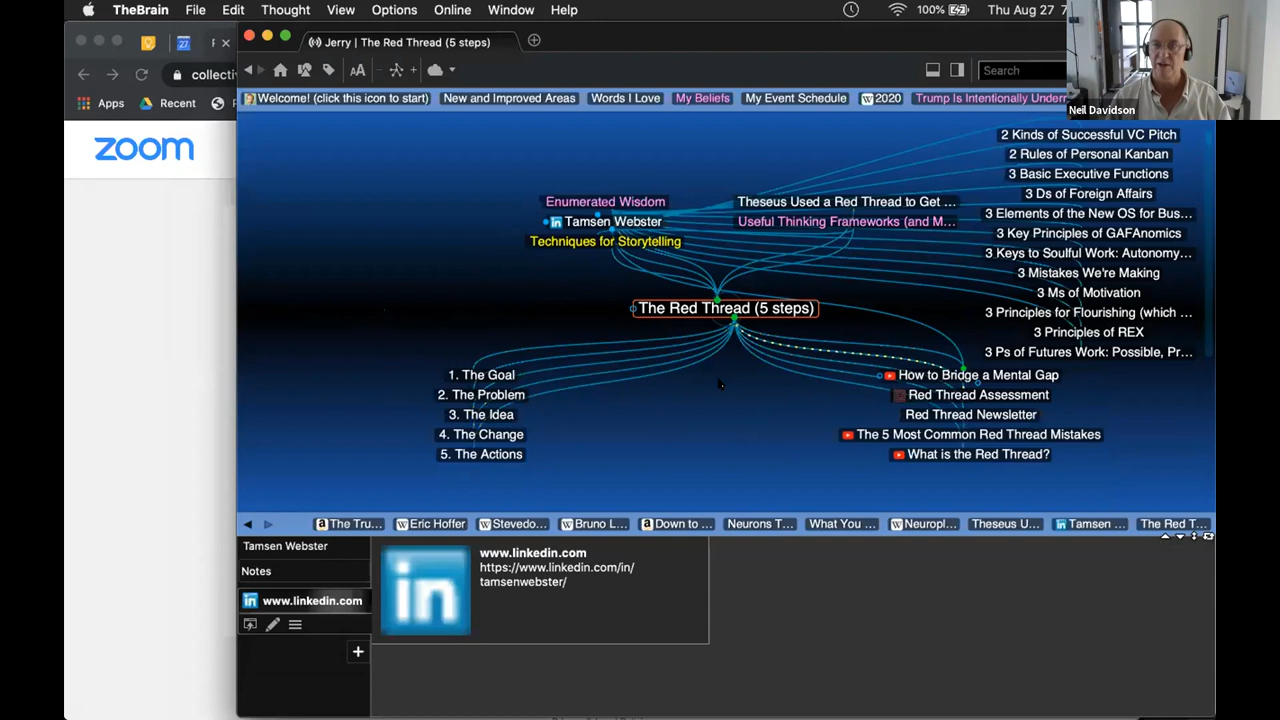 TheBrain File Edit Thought View Options Online Window Help 100% Thu Aug 27 7
Jerry | The Red Thread (5 steps)
27
collecti
AA
Search
Apps Recent
Welcome! (click this icon to start) New and Improved Areas Words I Love My Beliefs My Event Schedule 2020 Trump Is Intentionally Undern
Neil Davidson
zoom
2 Kinds of Successful VC Pitch
2 Rules of Personal Kanban
3 Basic Executive Functions
3 Ds of Foreign Affairs
Enumerated Wisdom
Theseus Used a Red Thread to Get ...
3 Elements of the New OS for Bus...
Tamsen Webster
Useful Thinking Frameworks (and M...
3 Key Principles of GAFAnomics
Techniques for Storytelling
3 Keys to Soulful Work: Autonomy...
3 Mistakes We're Making
3 Ms of Motivation
The Red Thread (5 steps)
3 Principles for Flourishing (which ...
3 Principles of REX
3 Ps of Futures Work: Possible, Pr...
1. The Goal
2. The Problem
3. The Idea
4. The Change
5. The Actions
How to Bridge a Mental Gap
Red Thread Assessment
Red Thread Newsletter
The 5 Most Common Red Thread Mistakes
What is the Red Thread?
The Tru... Eric Hoffer Stevedo... Bruno L... Down to ... Neurons T... What You ... Neuropl... Theseus U... Tamsen ... The Red T...
Tamsen Webster
Notes
www.linkedin.com
in
www.linkedin.com
https://www.linkedin.com/in/
tamsenwebster/